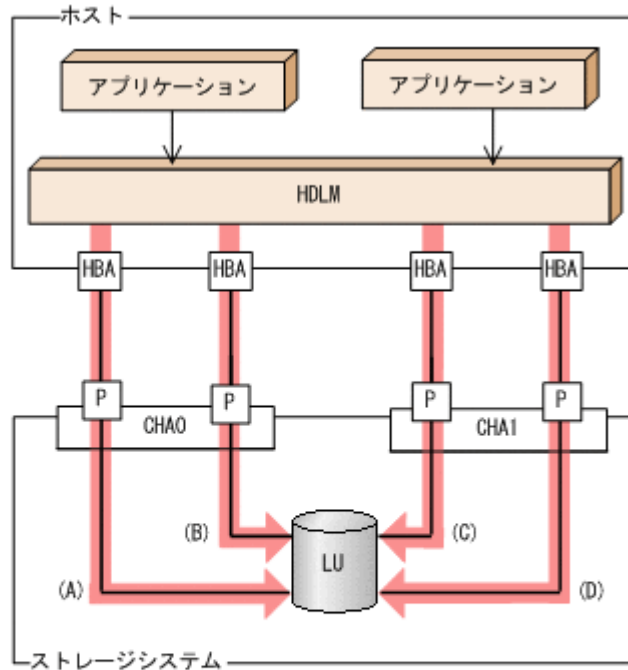 ホスト
アプリケーション
アプリケーション
HDLM
HBA
HBA
HBA
HBA
P
P
P
P
CHA0
CHA1
(B)
(C)
LU
(A)
(D)
ストレージシステム